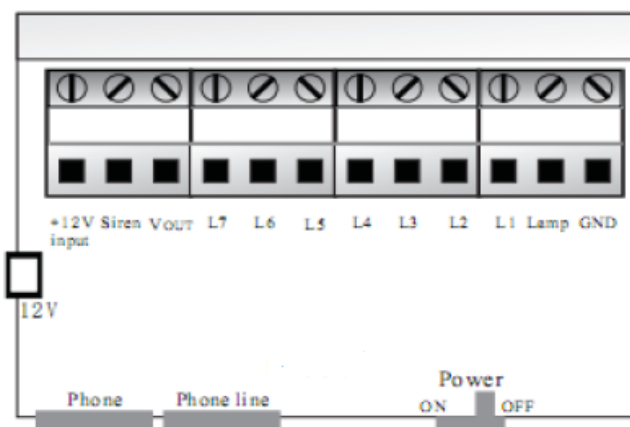 +12V Siren VOUT L7 L6 L5 L4 L3 L2 L1 Lamp GND
input
12V
Power
Phone Phone line ON OFF